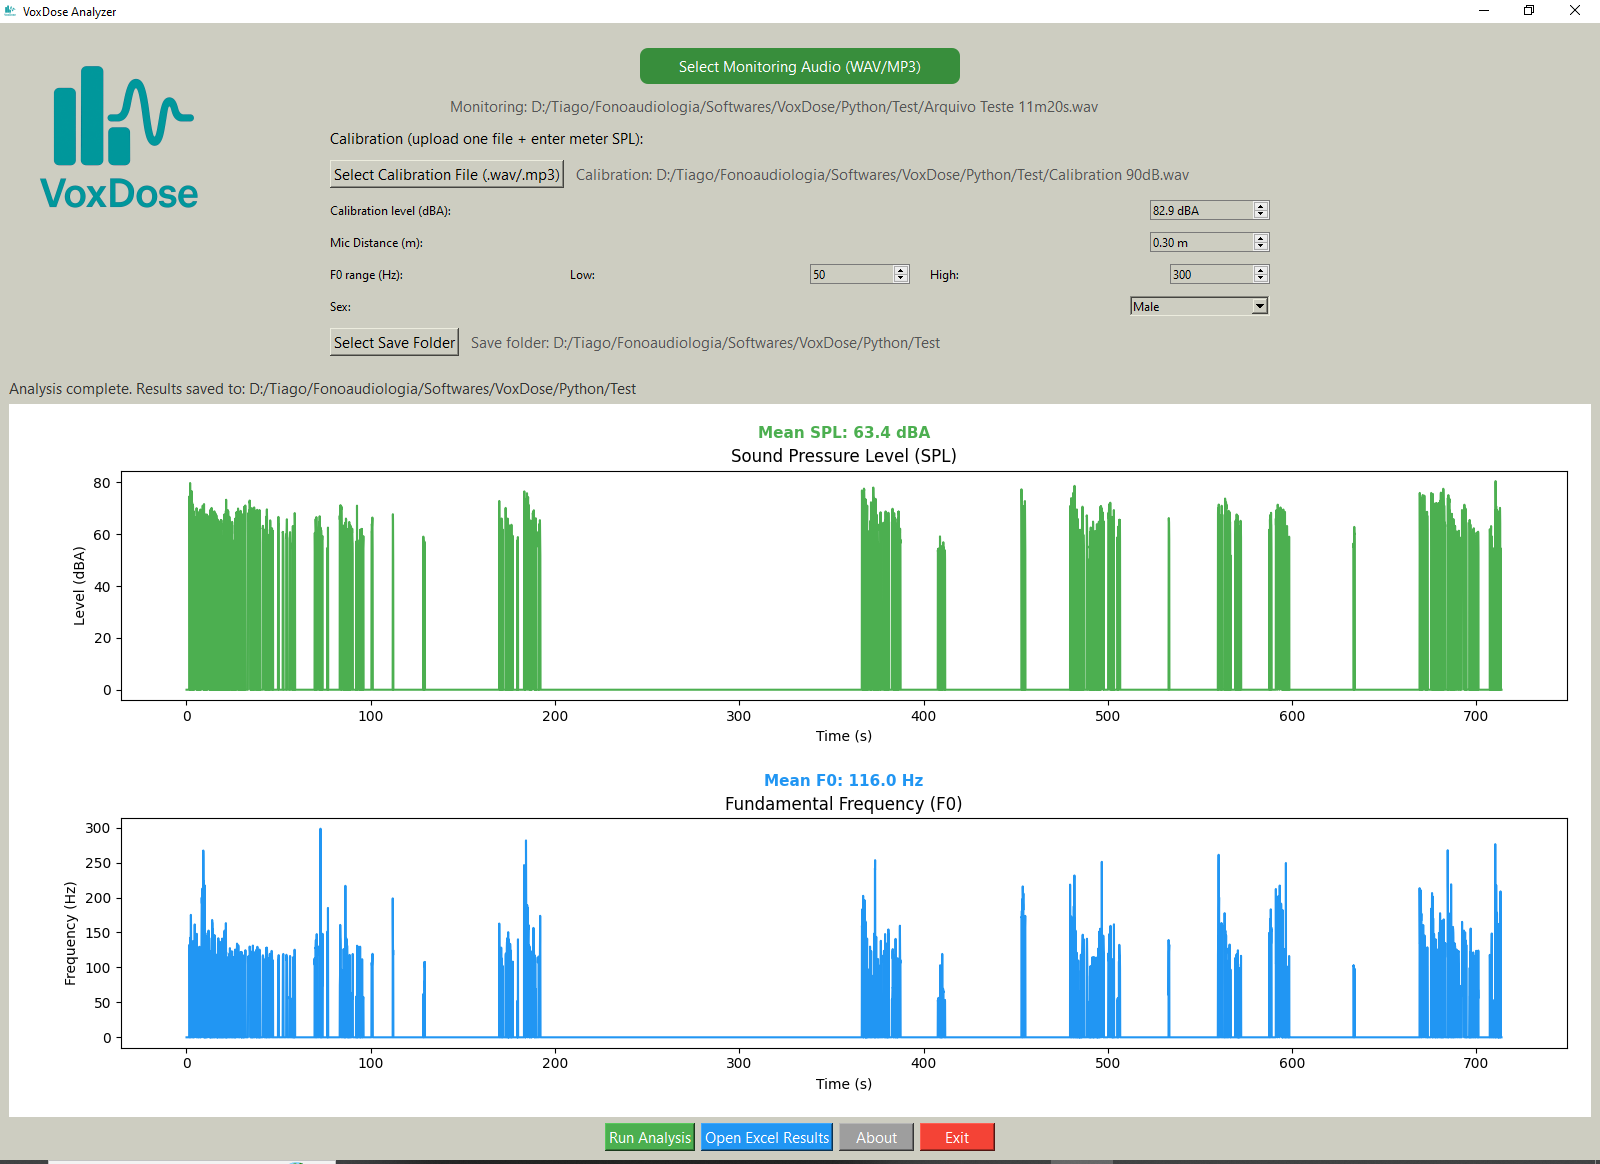 VoxDose Analyzer
VoxDose
Select Monitoring Audio (WAV/MP3)
Monitoring: D:/Tiago/Fonoaudiologia/Softwares/VoxDose/Python/Test/Arquivo Teste 11m20s.wav
Calibration (upload one file + enter meter SPL):
Select Calibration File (.wav/.mp3) Calibration: D:/Tiago/Fonoaudiologia/Softwares/VoxDose/Python/Test/Calibration 90dB.wav
Calibration level (dBA): 82.9 dBA
Mic Distance (m): 0.30 m
F0 range (Hz): Low: 50 High: 300
Sex: Male
Select Save Folder Save folder: D:/Tiago/Fonoaudiologia/Softwares/VoxDose/Python/Test
Analysis complete. Results saved to: D:/Tiago/Fonoaudiologia/Softwares/VoxDose/Python/Test
Mean SPL: 63.4 dBA
Sound Pressure Level (SPL)
Level (dBA)
80
60
40
20
0
0 100 200 300 400 500 600 700
Time (s)
Mean F0: 116.0 Hz
Fundamental Frequency (F0)
Frequency (Hz)
300
250
200
150
100
50
0
0 100 200 300 400 500 600 700
Time (s)
Run Analysis Open Excel Results About Exit